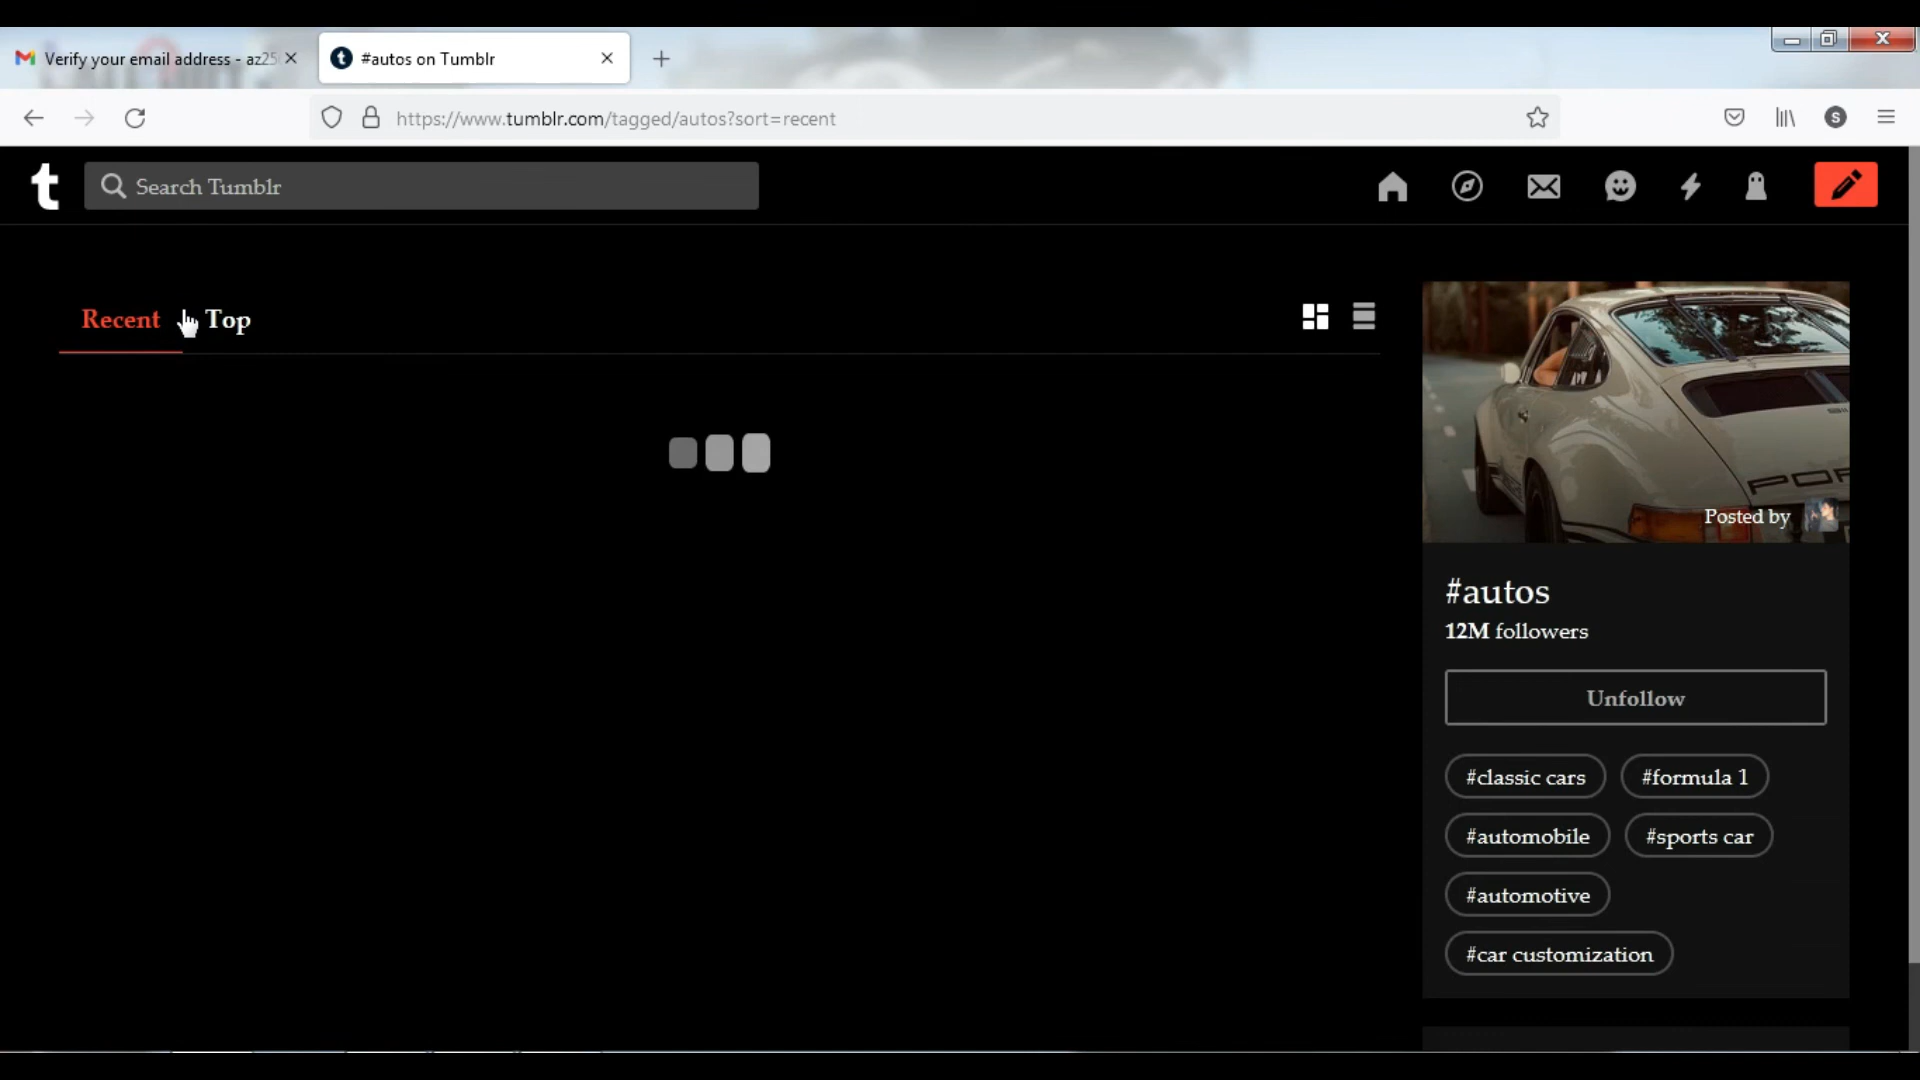 Verify your email address - az25
#autos on Tumblr
https://www.tumblr.com/tagged/autos?sort=recent
S
t
Search Tumblr
Recent
Top
POR
Posted by
#autos
12M followers
Unfollow
#classic cars
#formula 1
#automobile
#sports car
#automotive
#car customization